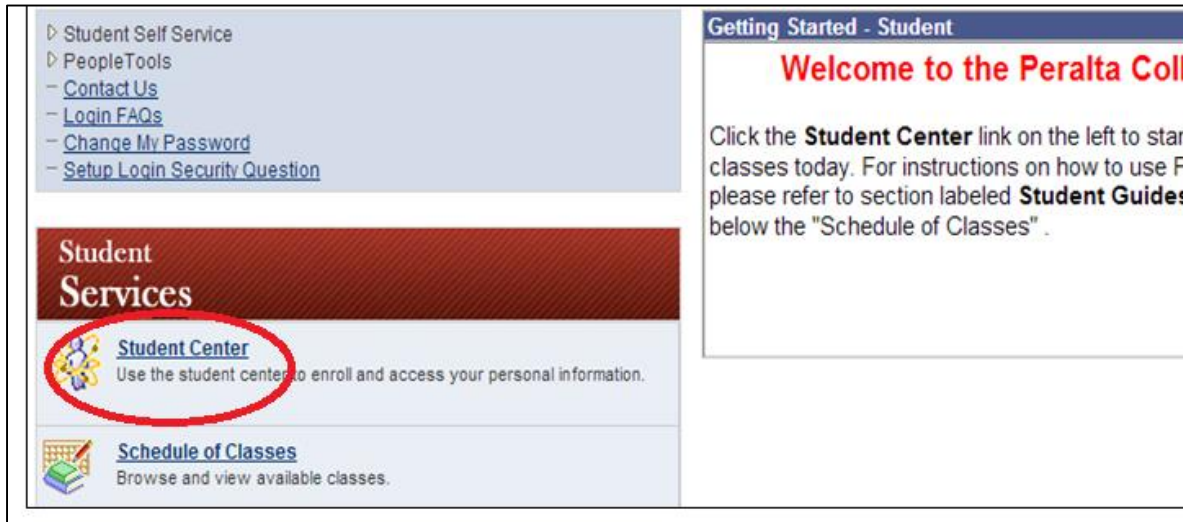 Student Self Service
PeopleTools
Contact Us
Login FAQs
Change My Password
Setup Login Security Question
Student
Services
Student Center
Use the student center to enroll and access your personal information.
Schedule of Classes
Browse and view available classes.
Getting Started - Student
Welcome to the Peralta Coll
Click the Student Center link on the left to star
classes today. For instructions on how to use P
please refer to section labeled Student Guides
below the "Schedule of Classes" .